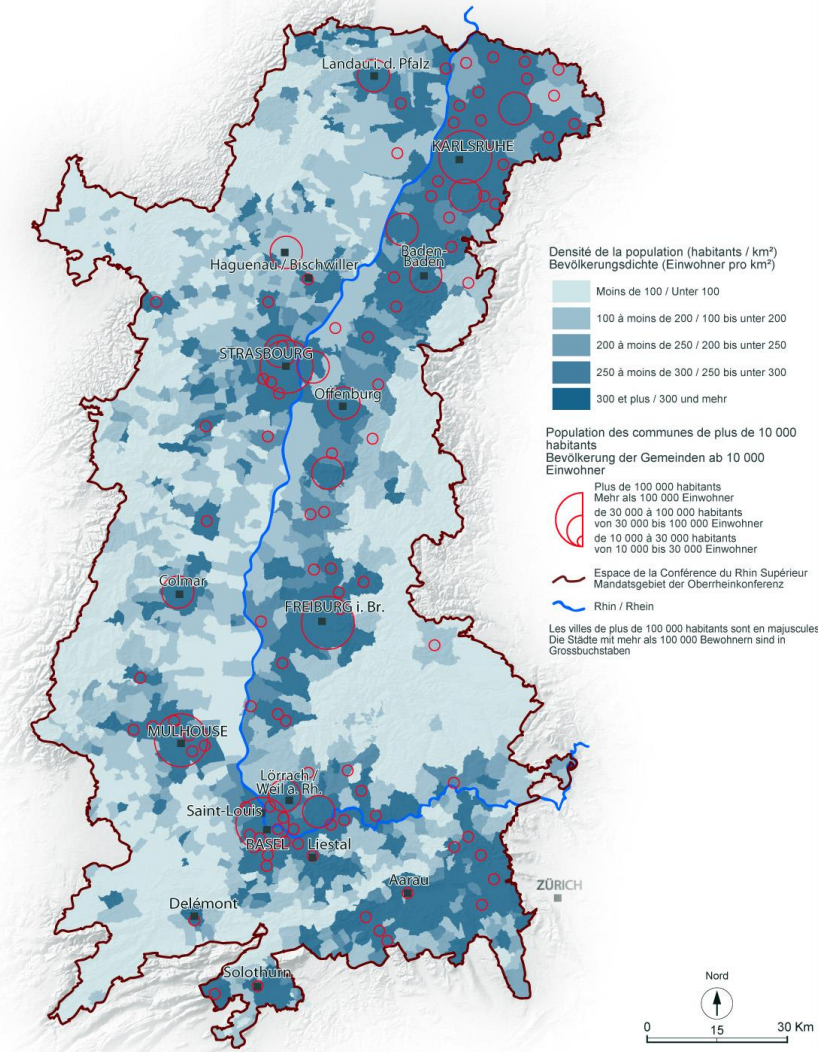 Landau i. d. Pfalz
KARLSRUHE
Baden-
Baden
Haguenau / Bischwiller
STRASBOURG
Offenburg
Colmar
FREIBURG i. Br.
MULHOUSE
Lörrach /
Weil a. Rh.
Saint-Louis
BASEL
Liestal
Aarau
Delémont
ZÜRICH
Solothurn
Densité de la population (habitants / km²)
Bevölkerungsdichte (Einwohner pro km²)
Moins de 100 / Unter 100
100 à moins de 200 / 100 bis unter 200
200 à moins de 250 / 200 bis unter 250
250 à moins de 300 / 250 bis unter 300
300 et plus / 300 und mehr
Population des communes de plus de 10 000
habitants
Bevölkerung der Gemeinden ab 10 000
Einwohner
Plus de 100 000 habitants
Mehr als 100 000 Einwohner
de 30 000 à 100 000 habitants
von 30 000 bis 100 000 Einwohner
de 10 000 à 30 000 habitants
von 10 000 bis 30 000 Einwohner
Espace de la Conférence du Rhin Supérieur
Mandatsgebiet der Oberrheinkonferenz
Rhin / Rhein
Les villes de plus de 100 000 habitants sont en majuscules
Die Städte mit mehr als 100 000 Bewohnern sind in
Grossbuchstaben
Nord
0 15 30 Km